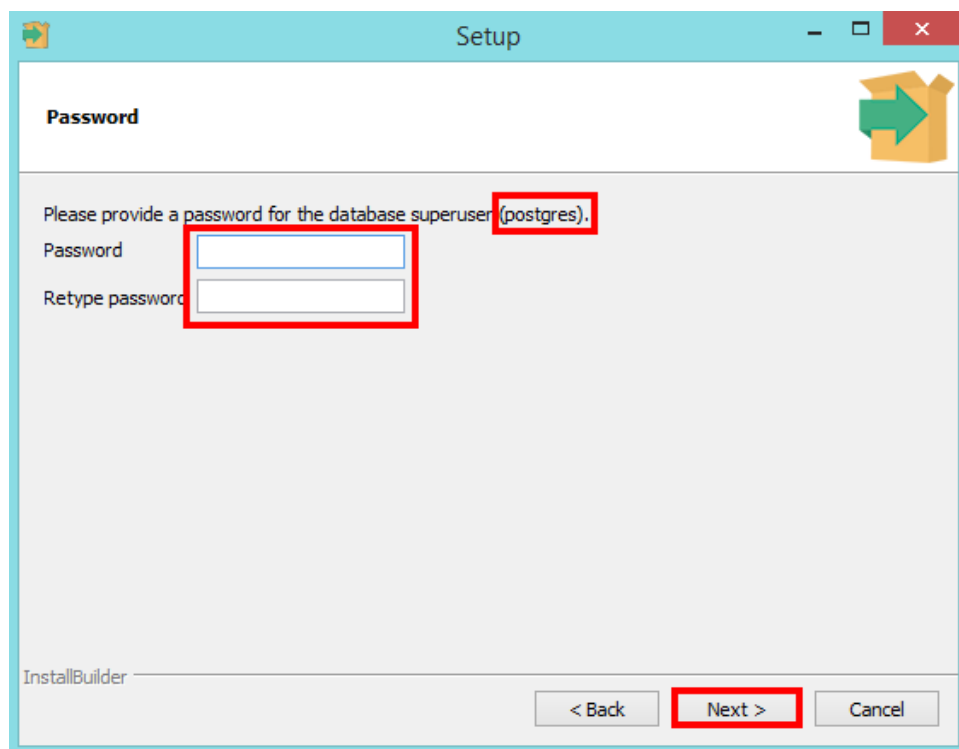 Setup
Password
Please provide a password for the database superuser (postgres).
Password
Retype password
InstallBuilder
< Back Next > Cancel